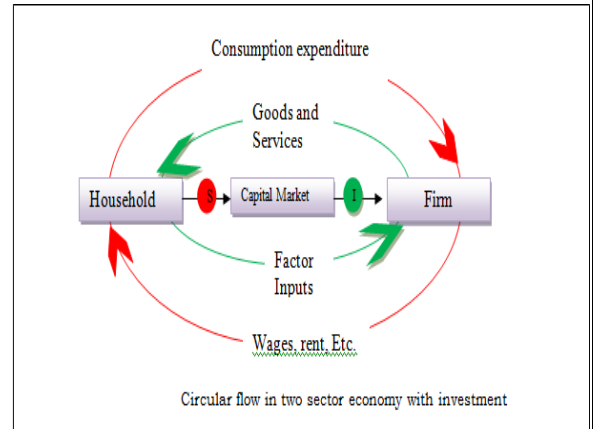 Consumption expenditure
Goods and
Services
Household
S
Capital Market
I
Firm
Factor
Inputs
Wages, rent, Etc.
Circular flow in two sector economy with investment